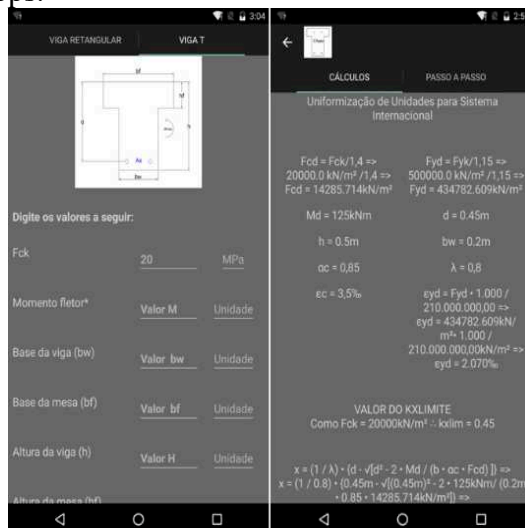 3:04
VIGA RETANGULAR
VIGA T
bf
d
h
As
bw
Digite os valores a seguir:
Fck
20
MPa
Momento fletor*
Valor M
Unidade
Base da viga (bw)
Valor bw
Unidade
Base da mesa (bf)
Valor bf
Unidade
Altura da viga (h)
Valor H
Unidade
Altura da mesa (hf)
CÁLCULOS
PASSO A PASSO
Uniformização de Unidades para Sistema
Internacional
Fcd = Fck/1,4 =>
20000.0 kN/m² /1,4 =>
Fcd = 14285.714kN/m²
Fyd = Fyk/1,15 =>
500000.0 kN/m² /1,15 =>
Fyd = 434782.609kN/m²
Md = 125kNm
d = 0.45m
h = 0.5m
bw = 0.2m
αc = 0,85
λ = 0,8
εc = 3,5‰
εyd = Fyd • 1.000 /
210.000.000,00 =>
εyd = 434782.609kN/
m² • 1.000 /
210.000.000,00kN/m² =>
εyd = 2.070‰
VALOR DO KXLIMITE
Como Fck = 20000kN/m² ∴ kxlim = 0.45
x = (1 / λ) • (d - √[d² - 2 • Md / (b • αc • Fcd) ]) =>
x = (1 / 0.8) • {0.45m - √[(0.45m)² - 2 • 125kNm/ (0.2m
• 0.85 • 14285.714kN/m²)]} =>